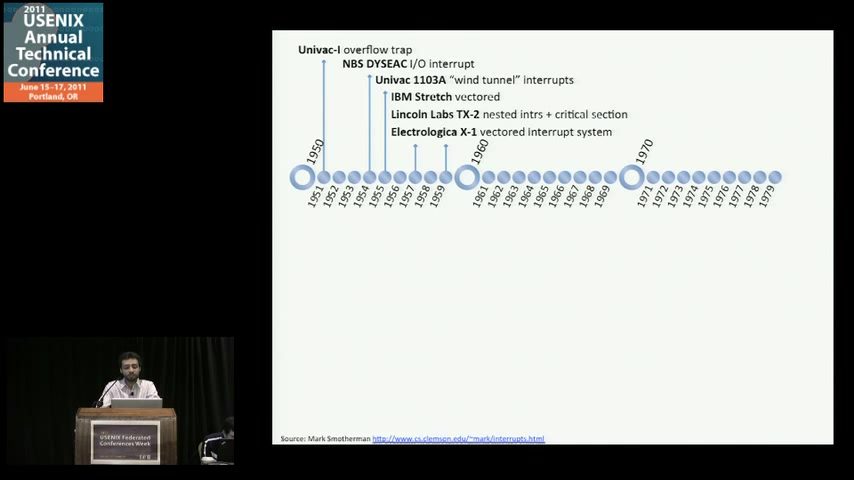 2011
USENIX
Annual
Technical
Conference
June 15–17, 2011
Portland, OR
Univac-I overflow trap
NBS DYSEAC I/O interrupt
Univac 1103A “wind tunnel” interrupts
IBM Stretch vectored
Lincoln Labs TX-2 nested intrs + critical section
Electrologica X-1 vectored interrupt system
1950 1960 1970
1951 1952 1953 1954 1955 1956 1957 1958 1959 1961 1962 1963 1964 1965 1966 1967 1968 1969 1971 1972 1973 1974 1975 1976 1977 1978 1979
USENIX Federated
Conferences Week
Source: Mark Smotherman http://www.cs.clemson.edu/~mark/interrupts.html